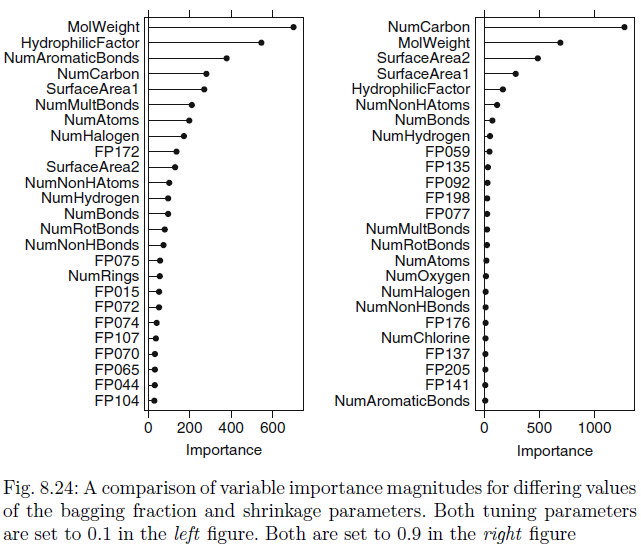 MolWeight
HydrophilicFactor
NumAromaticBonds
NumCarbon
SurfaceArea1
NumMultBonds
NumAtoms
NumHalogen
FP172
SurfaceArea2
NumNonHAtoms
NumHydrogen
NumBonds
NumRotBonds
NumNonHBonds
FP075
NumRings
FP015
FP072
FP074
FP107
FP070
FP065
FP044
FP104
0 200 400 600
Importance
NumCarbon
MolWeight
SurfaceArea2
SurfaceArea1
HydrophilicFactor
NumNonHAtoms
NumBonds
NumHydrogen
FP059
FP135
FP092
FP198
FP077
NumMultBonds
NumRotBonds
NumAtoms
NumOxygen
NumHalogen
NumNonHBonds
FP176
NumChlorine
FP137
FP205
FP141
NumAromaticBonds
0 500 1000
Importance
Fig. 8.24: A comparison of variable importance magnitudes for differing values
of the bagging fraction and shrinkage parameters. Both tuning parameters
are set to 0.1 in the left figure. Both are set to 0.9 in the right figure